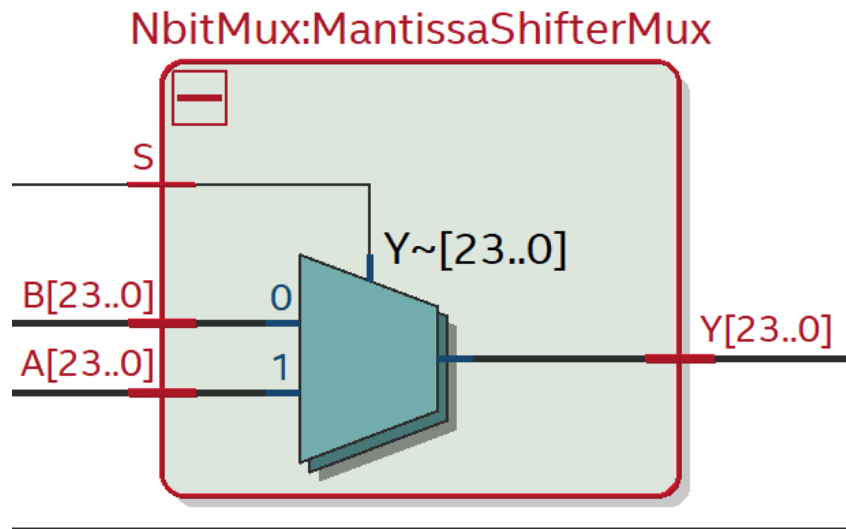 NbitMux:MantissaShifterMux
S
Y~[23..0]
B[23..0]
0
Y[23..0]
A[23..0]
1